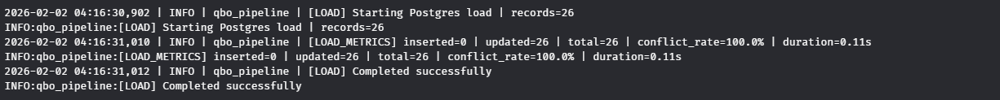 2026-02-02 04:16:30,902 | INFO | qbo_pipeline | [LOAD] Starting Postgres load | records=26
INFO:qbo_pipeline:[LOAD] Starting Postgres load | records=26
2026-02-02 04:16:31,010 | INFO | qbo_pipeline | [LOAD_METRICS] inserted=0 | updated=26 | total=26 | conflict_rate=100.0% | duration=0.11s
INFO:qbo_pipeline:[LOAD_METRICS] inserted=0 | updated=26 | total=26 | conflict_rate=100.0% | duration=0.11s
2026-02-02 04:16:31,012 | INFO | qbo_pipeline | [LOAD] Completed successfully
INFO:qbo_pipeline:[LOAD] Completed successfully